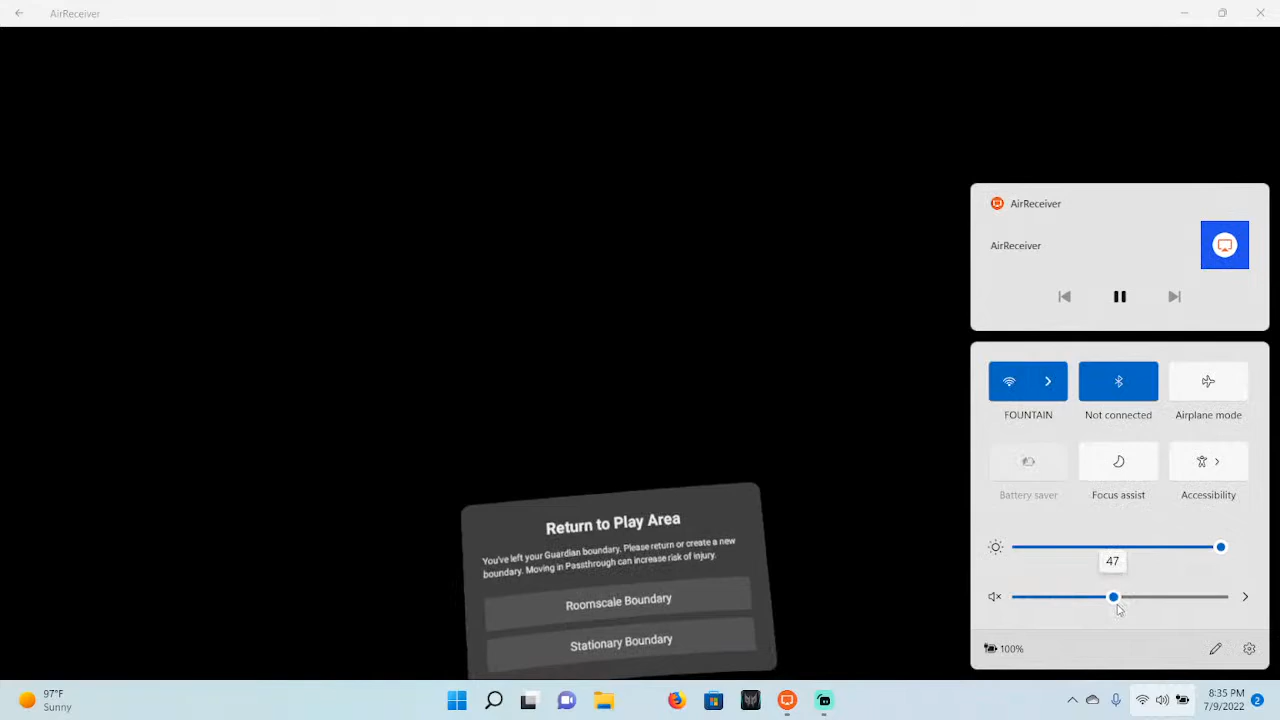 AirReceiver
AirReceiver
AirReceiver
FOUNTAIN
Not connected
Airplane mode
Battery saver
Focus assist
Accessibility
47
100%
Return to Play Area
You've left your Guardian boundary. Please return or create a new
boundary. Moving in Passthrough can increase risk of injury.
Roomscale Boundary
Stationary Boundary
97°F
Sunny
8:35 PM
7/9/2022
2